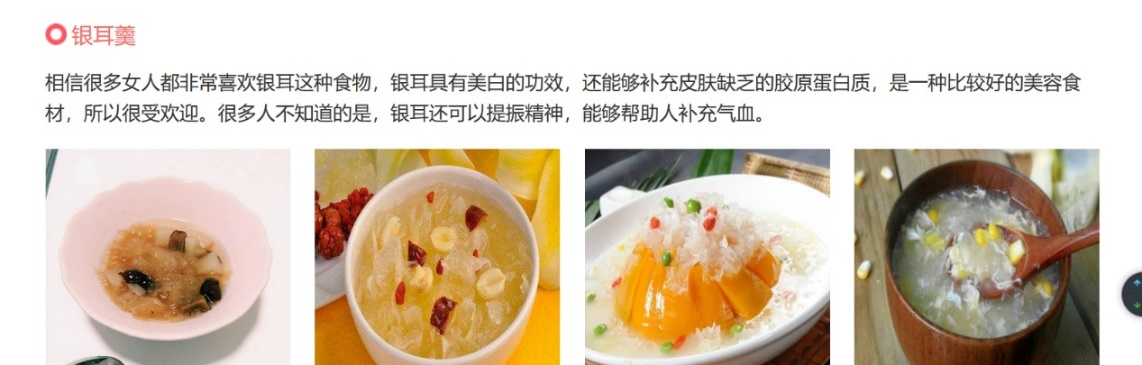 银耳羹
相信很多女人都非常喜欢银耳这种食物，银耳具有美白的功效，还能够补充皮肤缺乏的胶原蛋白质，是一种比较好的美容食
材，所以很受欢迎。很多人不知道的是，银耳还可以提振精神，能够帮助人补充气血。